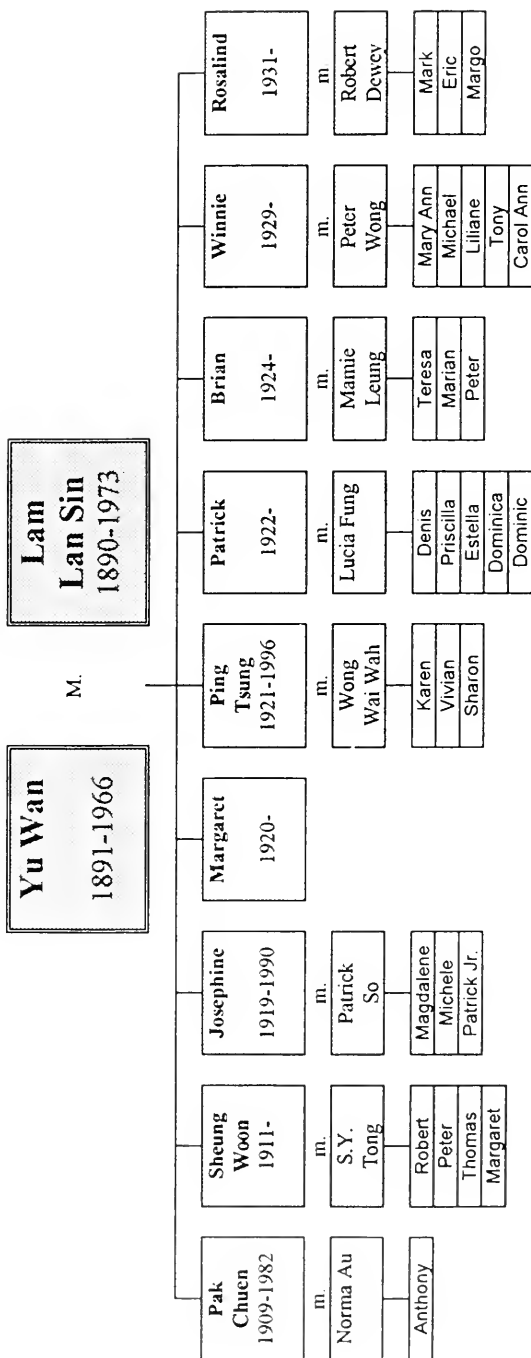 Yu Wan
1891-1966
M.
Lam
Lan Sin
1890-1973
Pak
Chuen
1909-1982
m.
Norma Au
Anthony
Sheung
Woon
1911-
m.
S.Y.
Tong
Robert
Peter
Thomas
Margaret
Josephine
1919-1990
m.
Patrick
So
Magdalene
Michele
Patrick Jr.
Margaret
1920-
Ping
Tsung
1921-1996
m.
Wong
Wai Wah
Karen
Vivian
Sharon
Patrick
1922-
m.
Lucia Fung
Denis
Priscilla
Estella
Dominica
Dominic
Brian
1924-
m.
Mamie
Leung
Teresa
Marian
Peter
Winnie
1929-
m.
Peter
Wong
Mary Ann
Michael
Liliane
Tony
Carol Ann
Rosalind
1931-
m.
Robert
Dewey
Mark
Eric
Margo